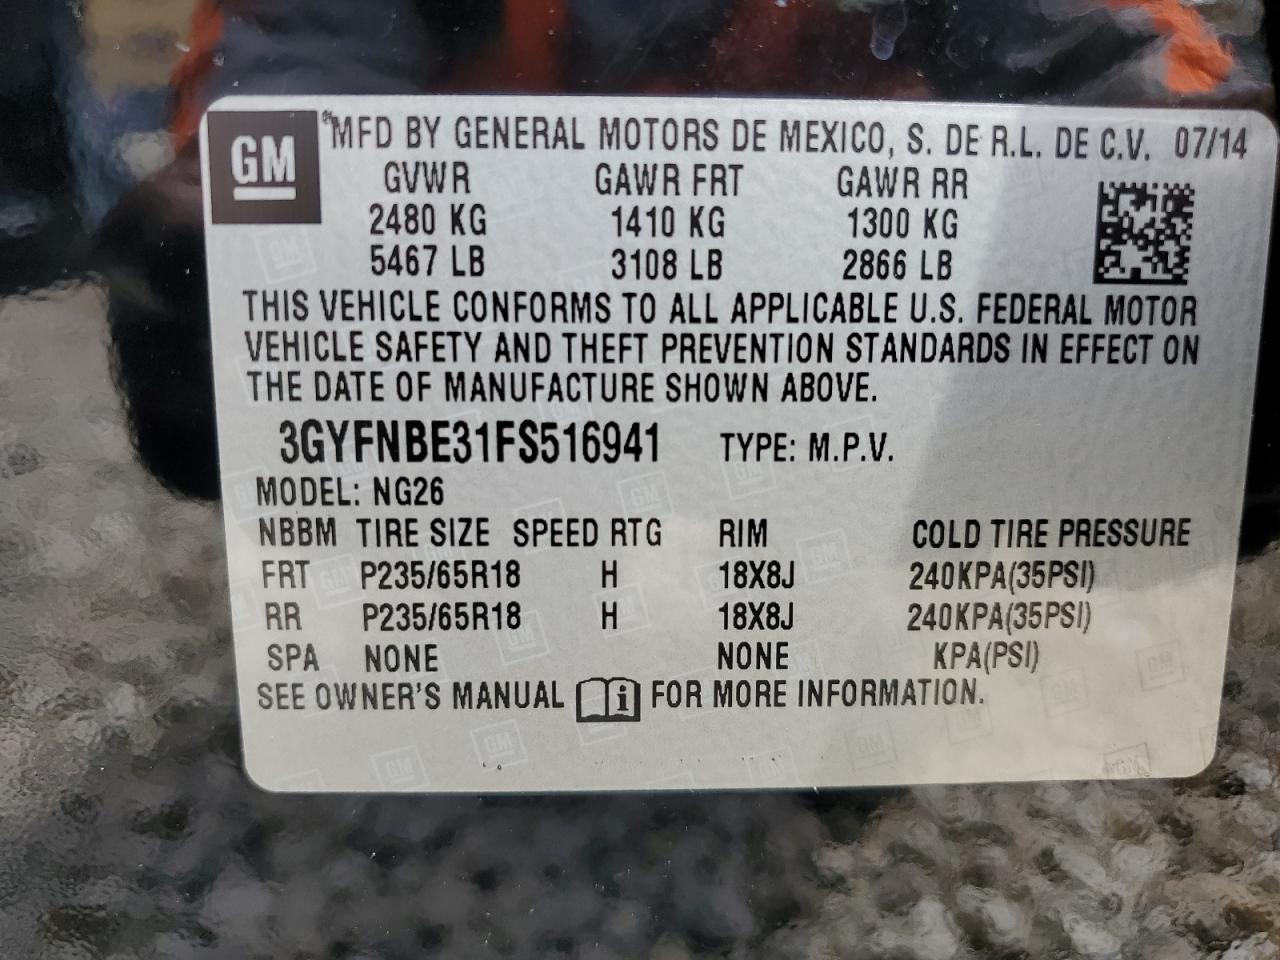 GM
MFD BY GENERAL MOTORS DE MEXICO, S. DE R.L. DE C.V. 07/14
GVWR GAWR FRT GAWR RR
2480 KG 1410 KG 1300 KG
5467 LB 3108 LB 2866 LB
THIS VEHICLE CONFORMS TO ALL APPLICABLE U.S. FEDERAL MOTOR
VEHICLE SAFETY AND THEFT PREVENTION STANDARDS IN EFFECT ON
THE DATE OF MANUFACTURE SHOWN ABOVE.
3GYFNBE31FS516941 TYPE: M.P.V.
MODEL: NG26
NBBM TIRE SIZE SPEED RTG RIM COLD TIRE PRESSURE
FRT P235/65R18 H 18X8J 240KPA(35PSI)
RR P235/65R18 H 18X8J 240KPA(35PSI)
SPA NONE NONE KPA(PSI)
SEE OWNER'S MANUAL FOR MORE INFORMATION.